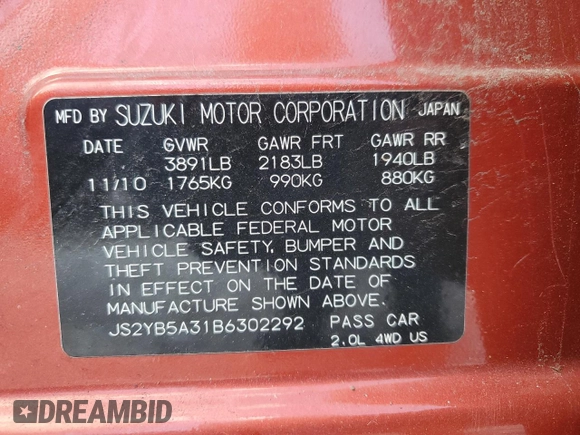 MFD BY SUZUKI MOTOR CORPORATION JAPAN
DATE GVWR GAWR FRT GAWR RR
3891LB 2183LB 1940LB
11/10 1765KG 990KG 880KG
THIS VEHICLE CONFORMS TO ALL
APPLICABLE FEDERAL MOTOR
VEHICLE SAFETY, BUMPER AND
THEFT PREVENTION STANDARDS
IN EFFECT ON THE DATE OF
MANUFACTURE SHOWN ABOVE.
JS2YB5A31B6302292 PASS CAR
2.0L 4WD US
DREAMBID